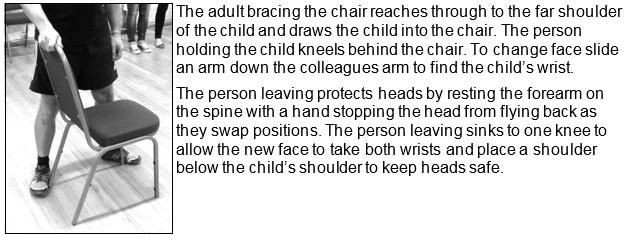 The adult bracing the chair reaches through to the far shoulder
of the child and draws the child into the chair. The person
holding the child kneels behind the chair. To change face slide
an arm down the colleagues arm to find the child's wrist.
The person leaving protects heads by resting the forearm on
the spine with a hand stopping the head from flying back as
they swap positions. The person leaving sinks to one knee to
allow the new face to take both wrists and place a shoulder
below the child's shoulder to keep heads safe.